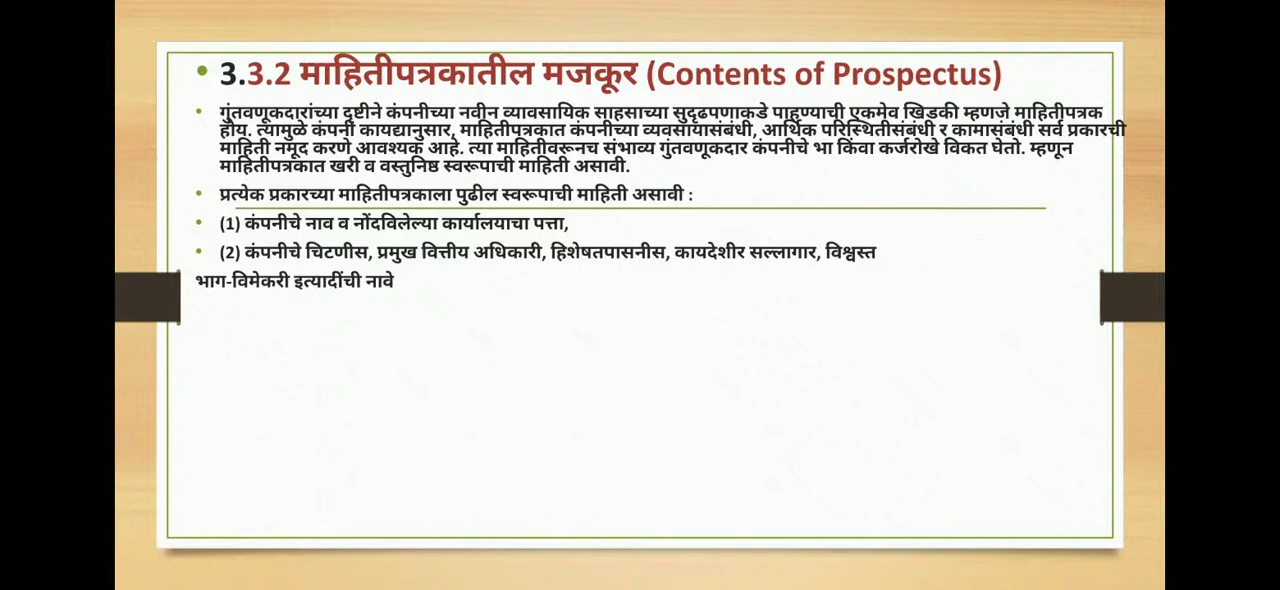 • 3.3.2 माहितीपत्रकातील मजकूर (Contents of Prospectus)
• गुंतवणूकदारांच्या दृष्टीने कंपनीच्या नवीन व्यावसायिक साहसाच्या सुदृढपणाकडे पाहण्याची एकमेव खिडकी म्हणजे माहितीपत्रक
होय. त्यामुळे कंपनी कायद्यानुसार, माहितीपत्रकात कंपनीच्या व्यवसायासंबंधी, आर्थिक परिस्थितीसंबंधी र कामासंबंधी सर्व प्रकारची
माहिती नमूद करणे आवश्यक आहे. त्या माहितीवरूनच संभाव्य गुंतवणूकदार कंपनीचे भा किंवा कर्जरोखे विकत घेतो. म्हणून
माहितीपत्रकात खरी व वस्तुनिष्ठ स्वरूपाची माहिती असावी.
• प्रत्येक प्रकारच्या माहितीपत्रकाला पुढील स्वरूपाची माहिती असावी :
• (1) कंपनीचे नाव व नोंदविलेल्या कार्यालयाचा पत्ता,
• (2) कंपनीचे चिटणीस, प्रमुख वित्तीय अधिकारी, हिशेषतपासनीस, कायदेशीर सल्लागार, विश्वस्त
भाग-विमेकरी इत्यादींची नावे